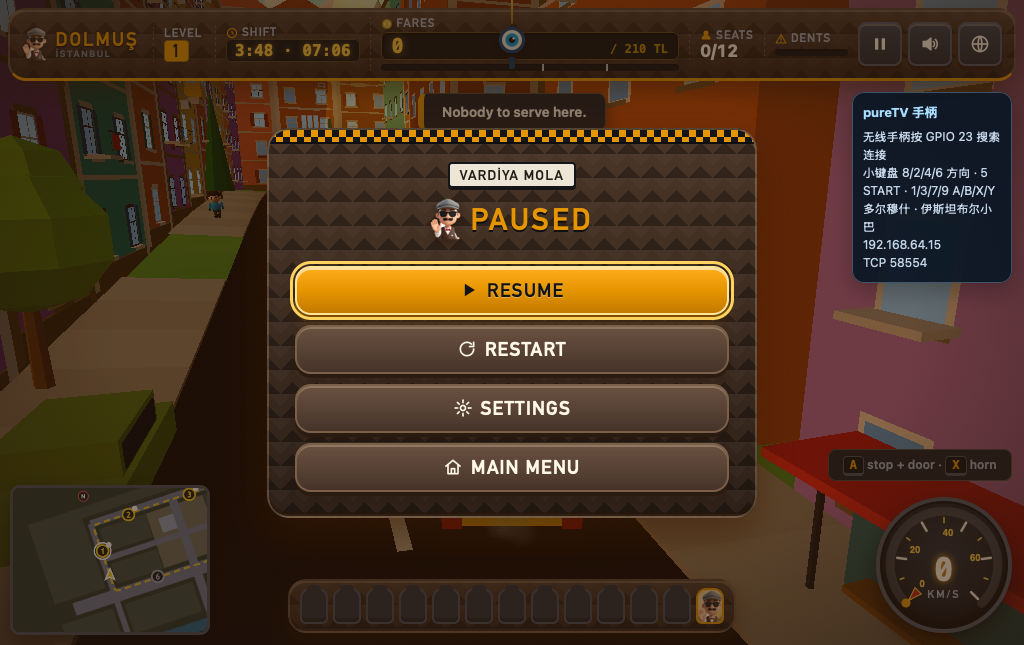 DOLMUŞ
İSTANBUL
LEVEL
1
SHIFT
3:48 · 07:06
FARES
0
/ 210 TL
SEATS
0/12
DENTS
Nobody to serve here.
pureTV 手柄
无线手柄按 GPIO 23 搜索
连接
小键盘 8/2/4/6 方向 · 5
START · 1/3/7/9 A/B/X/Y
多尔穆什 · 伊斯坦布尔小
巴
192.168.64.15
TCP 58554
VARDİYA MOLA
PAUSED
RESUME
RESTART
SETTINGS
MAIN MENU
A stop + door · X horn
N
3
2
1
6
40
20
60
0
0
KM/S